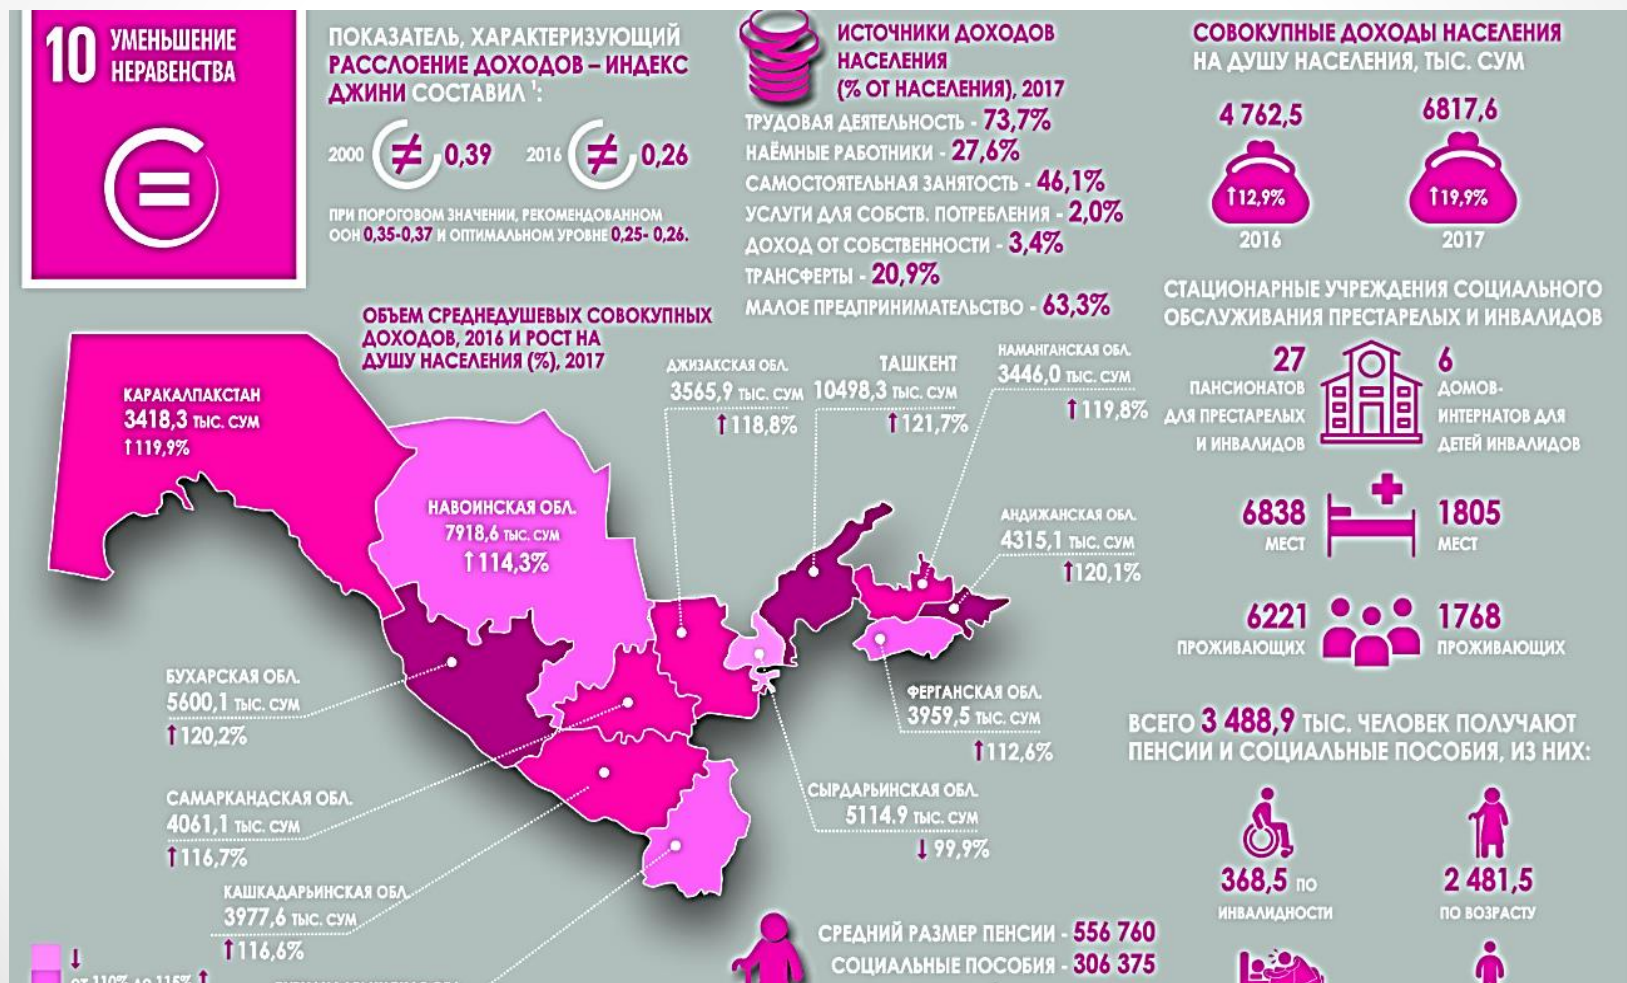 10 УМЕНЬШЕНИЕ
НЕРАВЕНСТВА
ПОКАЗАТЕЛЬ, ХАРАКТЕРИЗУЮЩИЙ
РАССЛОЕНИЕ ДОХОДОВ – ИНДЕКС
ДЖИНИ СОСТАВИЛ 1:
2000 ≠ 0,39 2016 ≠ 0,26
ПРИ ПОРОГОВОМ ЗНАЧЕНИИ, РЕКОМЕНДОВАННОМ
ООН 0,35-0,37 И ОПТИМАЛЬНОМ УРОВНЕ 0,25- 0,26.
ИСТОЧНИКИ ДОХОДОВ
НАСЕЛЕНИЯ
(% ОТ НАСЕЛЕНИЯ), 2017
ТРУДОВАЯ ДЕЯТЕЛЬНОСТЬ - 73,7%
НАЁМНЫЕ РАБОТНИКИ - 27,6%
САМОСТОЯТЕЛЬНАЯ ЗАНЯТОСТЬ - 46,1%
УСЛУГИ ДЛЯ СОБСТВ. ПОТРЕБЛЕНИЯ - 2,0%
ДОХОД ОТ СОБСТВЕННОСТИ - 3,4%
ТРАНСФЕРТЫ - 20,9%
МАЛОЕ ПРЕДПРИНИМАТЕЛЬСТВО - 63,3%
СОВОКУПНЫЕ ДОХОДЫ НАСЕЛЕНИЯ
НА ДУШУ НАСЕЛЕНИЯ, ТЫС. СУМ
4 762,5
↑12,9%
2016
6817,6
↑19,9%
2017
ОБЪЕМ СРЕДНЕДУШЕВЫХ СОВОКУПНЫХ
ДОХОДОВ, 2016 И РОСТ НА
ДУШУ НАСЕЛЕНИЯ (%), 2017
КАРАКАЛПАКСТАН
3418,3 ТЫС. СУМ
↑119,9%
НАВОИНСКАЯ ОБЛ.
7918,6 ТЫС. СУМ
↑114,3%
ДЖИЗАКСКАЯ ОБЛ.
3565,9 ТЫС. СУМ
↑118,8%
ТАШКЕНТ
10498,3 ТЫС. СУМ
↑121,7%
НАМАНГАНСКАЯ ОБЛ.
3446,0 ТЫС. СУМ
↑119,8%
АНДИЖАНСКАЯ ОБЛ.
4315,1 ТЫС. СУМ
↑120,1%
БУХАРСКАЯ ОБЛ.
5600,1 ТЫС. СУМ
↑120,2%
ФЕРГАНСКАЯ ОБЛ.
3959,5 ТЫС. СУМ
↑112,6%
САМАРКАНДСКАЯ ОБЛ.
4061,1 ТЫС. СУМ
↑116,7%
СЫРДАРЬИНСКАЯ ОБЛ.
5114.9 ТЫС. СУМ
↓ 99,9%
КАШКАДАРЬИНСКАЯ ОБЛ.
3977,6 ТЫС. СУМ
↑116,6%
↓
ОТ 110% ДО 115% ↑
СРЕДНИЙ РАЗМЕР ПЕНСИИ - 556 760
СОЦИАЛЬНЫЕ ПОСОБИЯ - 306 375
СТАЦИОНАРНЫЕ УЧРЕЖДЕНИЯ СОЦИАЛЬНОГО
ОБСЛУЖИВАНИЯ ПРЕСТАРЕЛЫХ И ИНВАЛИДОВ
27
ПАНСИОНАТОВ
ДЛЯ ПРЕСТАРЕЛЫХ
И ИНВАЛИДОВ
6
ДОМОВ-
ИНТЕРНАТОВ ДЛЯ
ДЕТЕЙ ИНВАЛИДОВ
6838
МЕСТ
1805
МЕСТ
6221
ПРОЖИВАЮЩИХ
1768
ПРОЖИВАЮЩИХ
ВСЕГО 3 488,9 ТЫС. ЧЕЛОВЕК ПОЛУЧАЮТ
ПЕНСИИ И СОЦИАЛЬНЫЕ ПОСОБИЯ, ИЗ НИХ:
368,5 ПО
ИНВАЛИДНОСТИ
2 481,5
ПО ВОЗРАСТУ